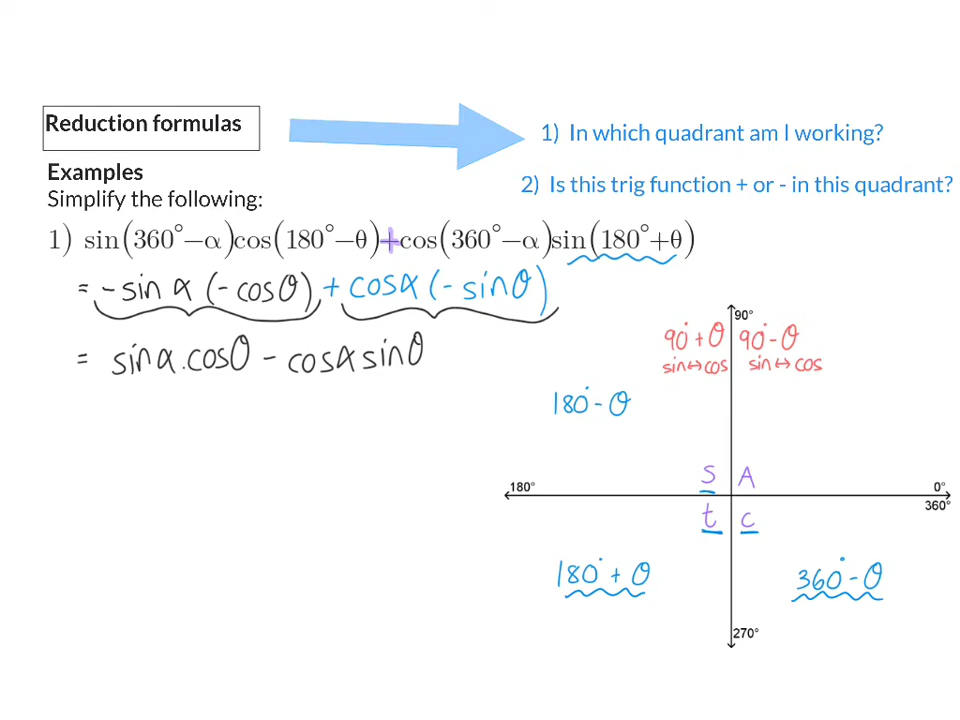 Reduction formulas
1) In which quadrant am I working?
2) Is this trig function + or - in this quadrant?
Examples
Simplify the following:
1) sin(360°−α)cos(180°−θ)+cos(360°−α)sin(180°+θ)
= - sin α (- cosθ) + cosα (- sinθ)
= sinα.cosθ - cosα sinθ
90°
90° + θ 90° - θ
sin↔cos sin↔cos
180° - θ
S A
180° 0°
360°
t c
180° + θ 360° - θ
270°